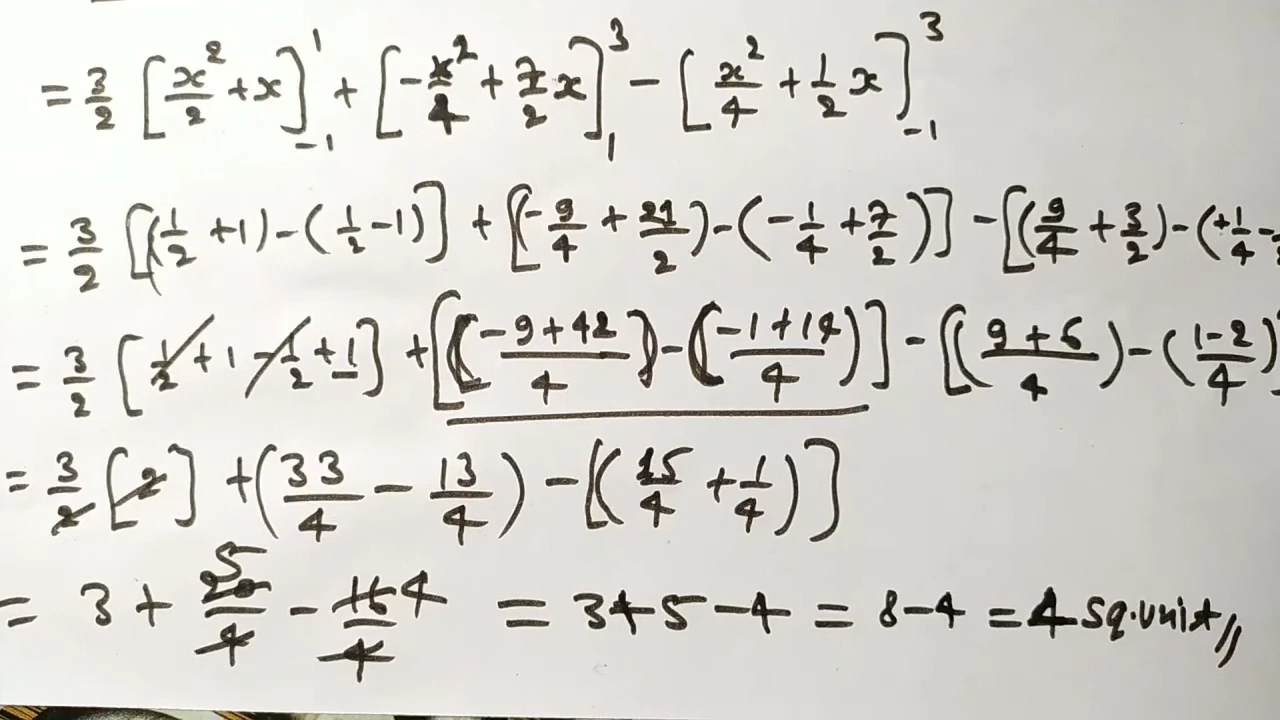 = 3/2 [x²/2 + x]₋₁¹ + [-x²/4 + 7/2 x]₁³ - [x²/4 + 1/2 x]₋₁³
= 3/2 [(1/2 + 1) - (1/2 - 1)] + [(-9/4 + 21/2) - (-1/4 + 7/2)] - [(9/4 + 3/2) - (+1/4 -
= 3/2 [1/2 + 1 - 1/2 + 1] + [((-9 + 42)/4) - ((-1 + 14)/4)] - [((9 + 6)/4) - ((1-2)/4)
= 3/2 [2] + (33/4 - 13/4) - [(15/4 + 1/4)]
= 3 + 20/4 5 - 16/4 4 = 3 + 5 - 4 = 8 - 4 = 4 sq.unit//